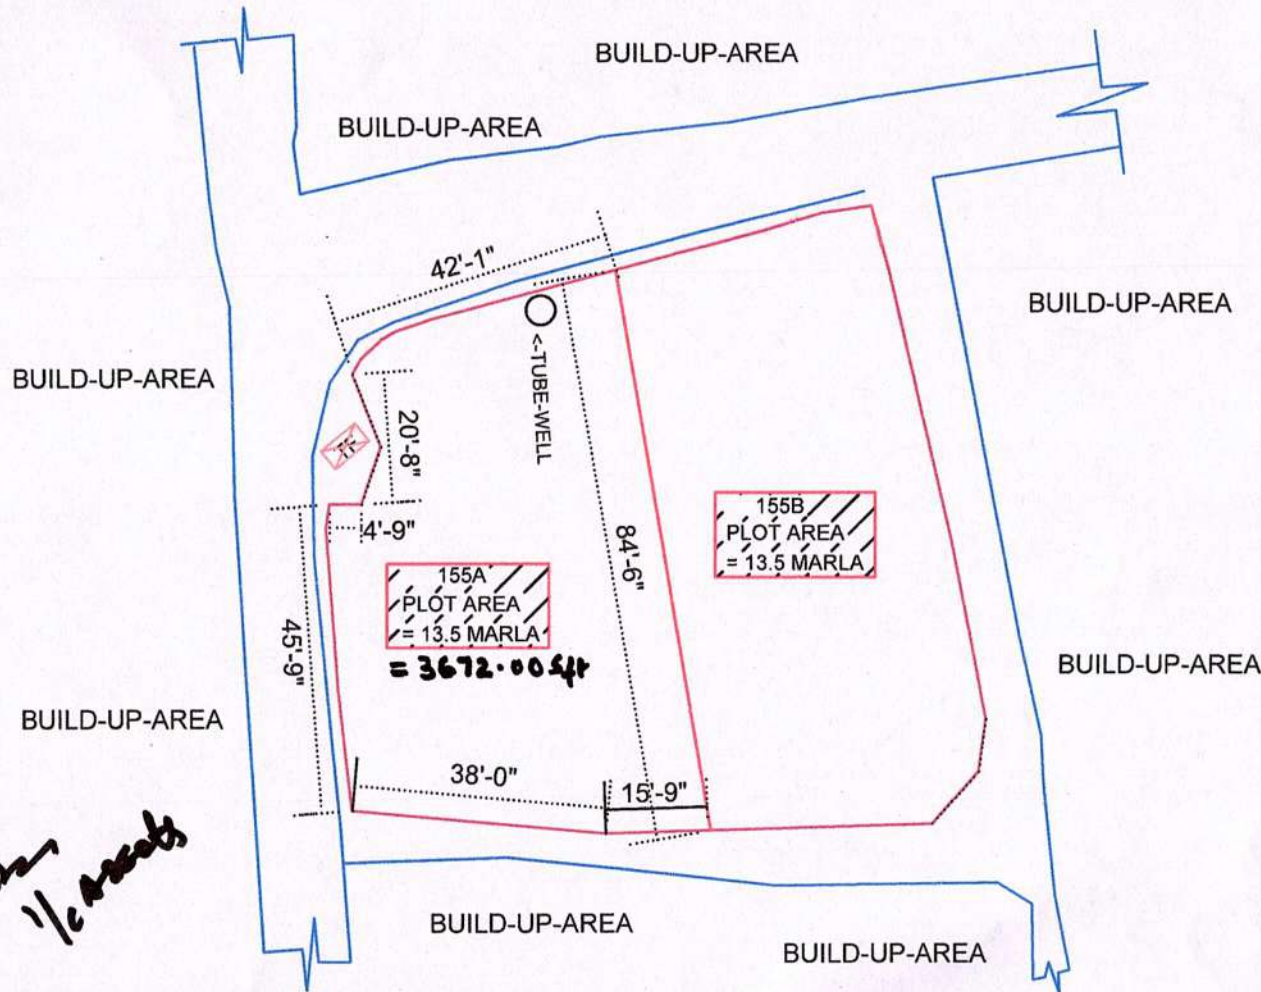 BUILD-UP-AREA
BUILD-UP-AREA
42'-1"
BUILD-UP-AREA
BUILD-UP-AREA
<-TUBE-WELL
20'-8"
4'-9"
84'-6"
155B
PLOT AREA
= 13.5 MARLA
155A
PLOT AREA
= 13.5 MARLA
= 3672.00 sft
45'-9"
BUILD-UP-AREA
BUILD-UP-AREA
38'-0"
15'-9"
BUILD-UP-AREA
BUILD-UP-AREA